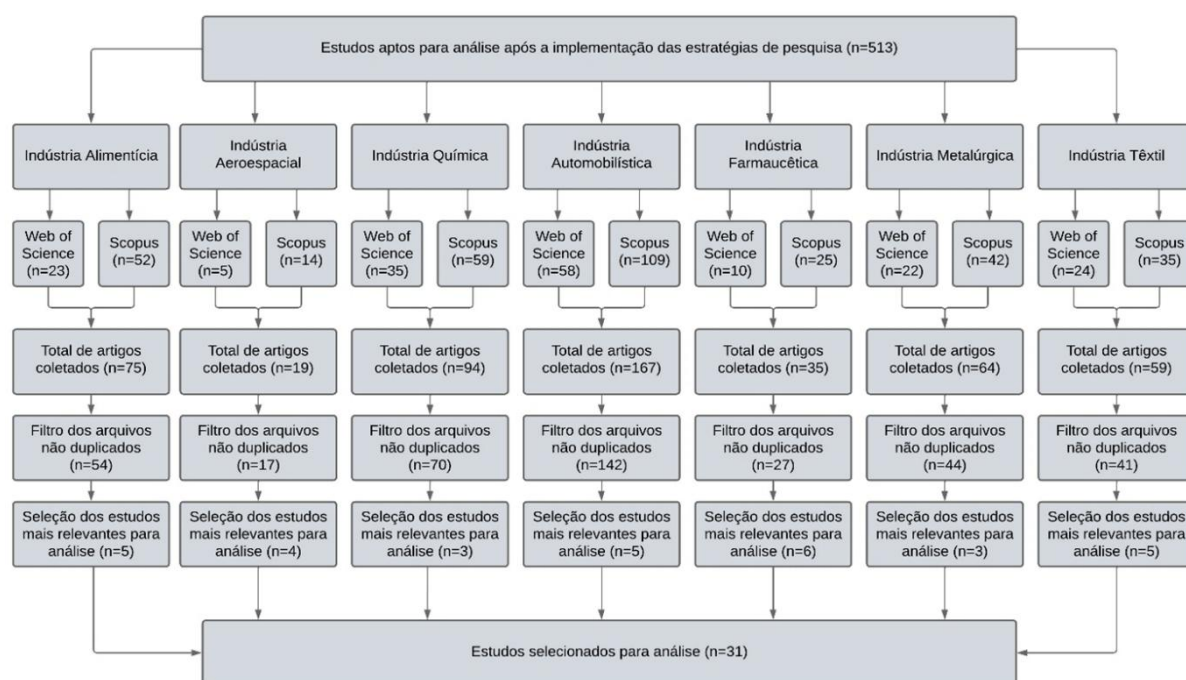 Estudos aptos para análise após a implementação das estratégias de pesquisa (n=513)
Indústria Alimentícia
Indústria
Aeroespacial
Indústria Química
Indústria
Automobilística
Indústria
Farmaucêtica
Indústria Metalúrgica
Indústria Têxtil
Web of
Science
(n=23)
Scopus
(n=52)
Web of
Science
(n=5)
Scopus
(n=14)
Web of
Science
(n=35)
Scopus
(n=59)
Web of
Science
(n=58)
Scopus
(n=109)
Web of
Science
(n=10)
Scopus
(n=25)
Web of
Science
(n=22)
Scopus
(n=42)
Web of
Science
(n=24)
Scopus
(n=35)
Total de artigos
coletados (n=75)
Total de artigos
coletados (n=19)
Total de artigos
coletados (n=94)
Total de artigos
coletados (n=167)
Total de artigos
coletados (n=35)
Total de artigos
coletados (n=64)
Total de artigos
coletados (n=59)
Filtro dos arquivos
não duplicados
(n=54)
Filtro dos arquivos
não duplicados
(n=17)
Filtro dos arquivos
não duplicados
(n=70)
Filtro dos arquivos
não duplicados
(n=142)
Filtro dos arquivos
não duplicados
(n=27)
Filtro dos arquivos
não duplicados
(n=44)
Filtro dos arquivos
não duplicados
(n=41)
Seleção dos estudos
mais relevantes para
análise (n=5)
Seleção dos estudos
mais relevantes para
análise (n=4)
Seleção dos estudos
mais relevantes para
análise (n=3)
Seleção dos estudos
mais relevantes para
análise (n=5)
Seleção dos estudos
mais relevantes para
análise (n=6)
Seleção dos estudos
mais relevantes para
análise (n=3)
Seleção dos estudos
mais relevantes para
análise (n=5)
Estudos selecionados para análise (n=31)